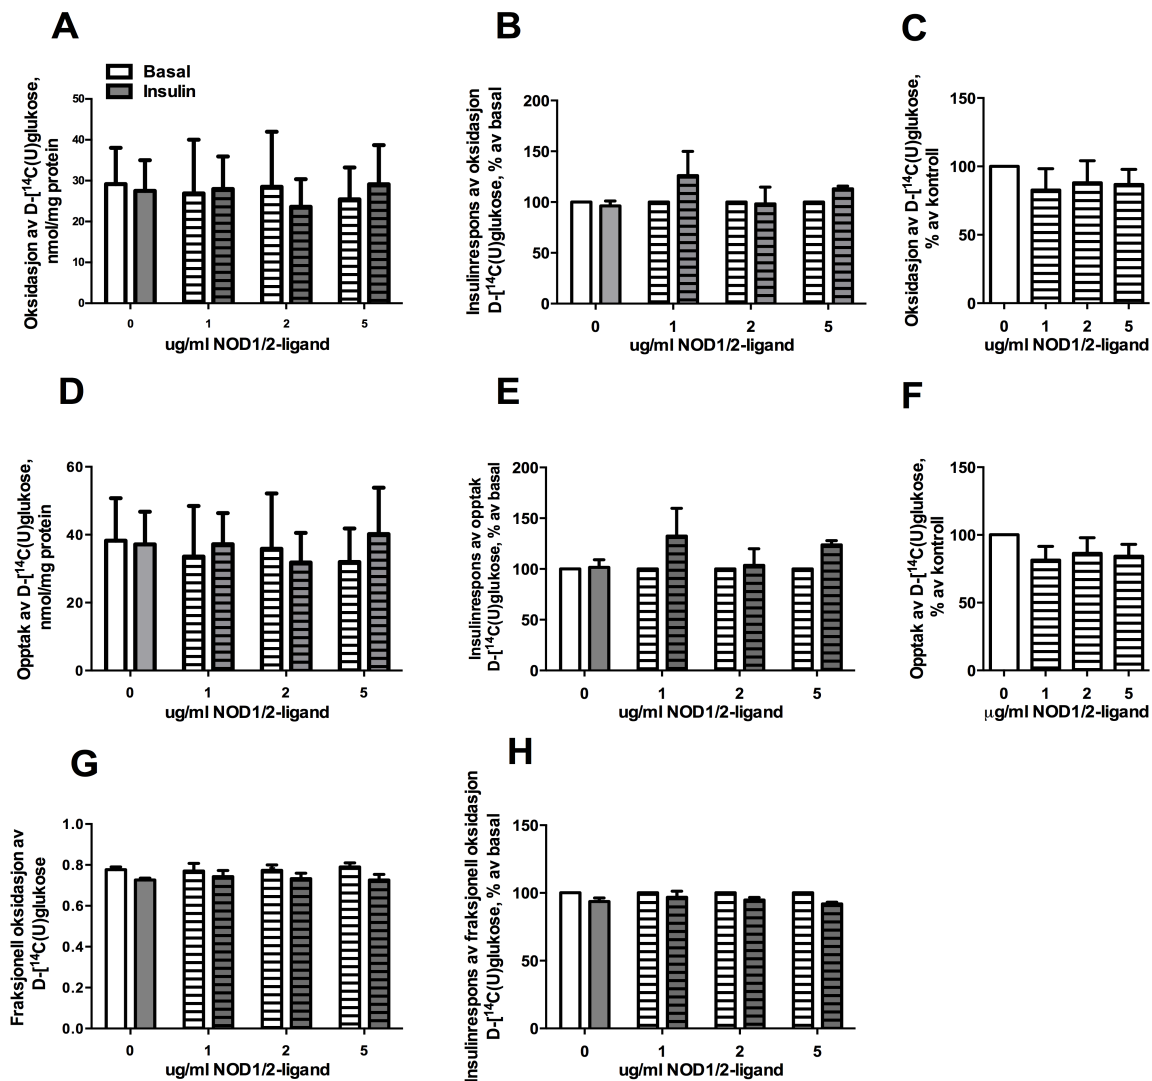 A
Basal
Insulin
Oksidasjon av D-[14C(U)glukose,
nmol/mg protein
50
40
30
20
10
0
0 1 2 5
ug/ml NOD1/2-ligand
B
Insulinrespons av oksidasjon
D-[14C(U)glukose, % av basal
200
150
100
50
0
0 1 2 5
ug/ml NOD1/2-ligand
C
Oksidasjon av D-[14C(U)glukose,
% av kontroll
150
100
50
0
0 1 2 5
ug/ml NOD1/2-ligand
D
Opptak av D-[14C(U)glukose,
nmol/mg protein
60
40
20
0
0 1 2 5
ug/ml NOD1/2-ligand
E
Insulinrespons av opptak
D-[14C(U)glukose, % av basal
200
150
100
50
0
0 1 2 5
ug/ml NOD1/2-ligand
F
Opptak av D-[14C(U)glukose,
% av kontroll
150
100
50
0
0 1 2 5
μg/ml NOD1/2-ligand
G
Fraksjonell oksidasjon av
D-[14C(U)glukose
1.0
0.8
0.6
0.4
0.2
0.0
0 1 2 5
ug/ml NOD1/2-ligand
H
Insulinrespons av fraksjonell oksidasjon
D-[14C(U)glukose, % av basal
150
100
50
0
0 1 2 5
ug/ml NOD1/2-ligand